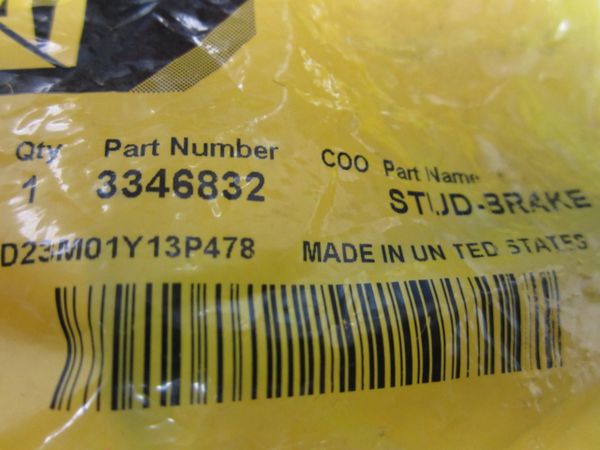 Qty Part Number COO Part Name
1 3346832 STUD-BRAKE
D23M01Y13P478 MADE IN UNITED STATES